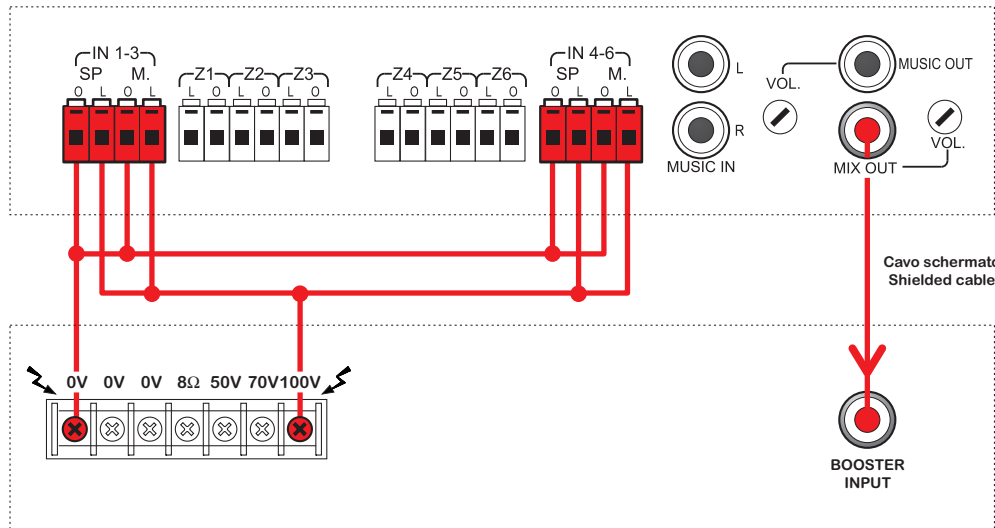 IN 1-3
SP M.
O L O L
Z1 Z2 Z3
L O L O L O
Z4 Z5 Z6
L O L O L O
IN 4-6
SP M.
O L O L
L
R
MUSIC IN
VOL.
MUSIC OUT
VOL.
MIX OUT
Cavo schermato
Shielded cable
0V 0V 0V 8Ω 50V 70V 100V
BOOSTER
INPUT